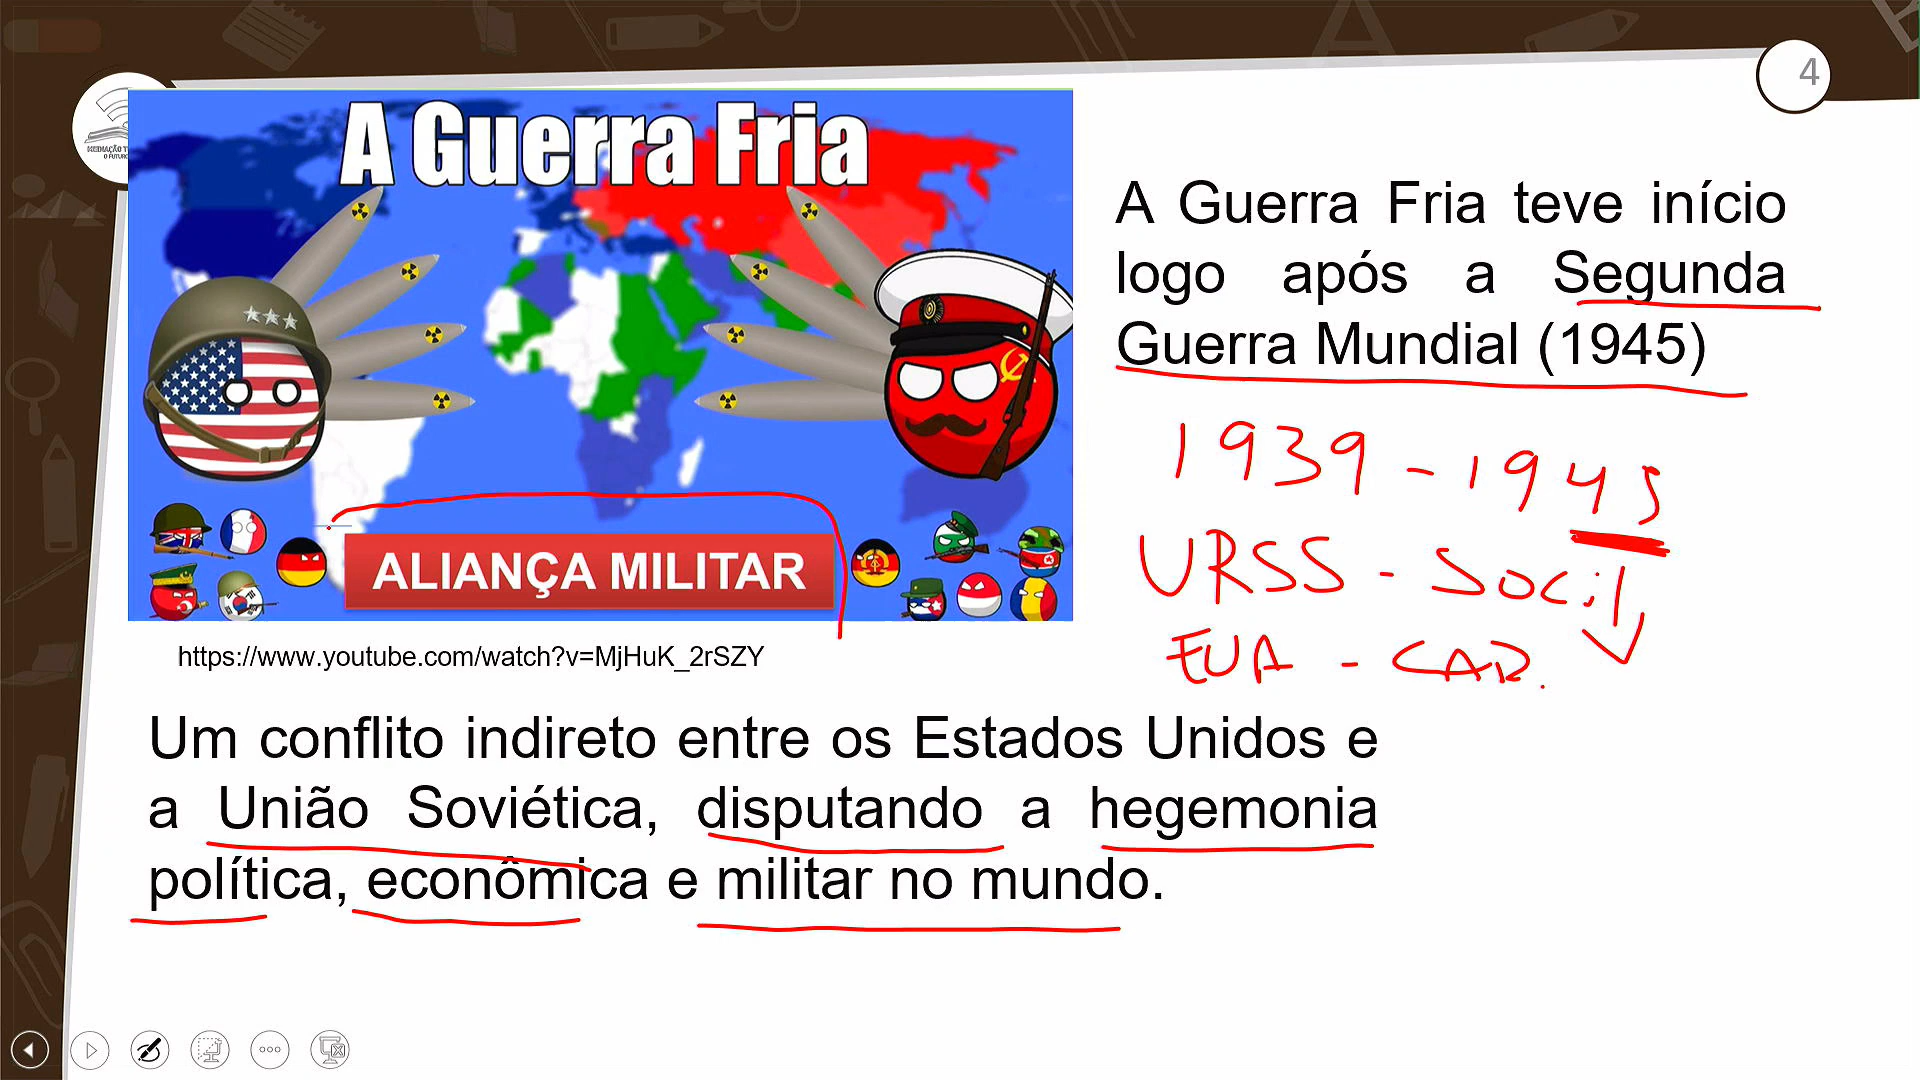 4
A Guerra Fria
ALIANÇA MILITAR
https://www.youtube.com/watch?v=MjHuK_2rSZY
A Guerra Fria teve início
logo após a Segunda
Guerra Mundial (1945)
1939-1945
URSS - Socil
EUA - CAP.
Um conflito indireto entre os Estados Unidos e
a União Soviética, disputando a hegemonia
política, econômica e militar no mundo.